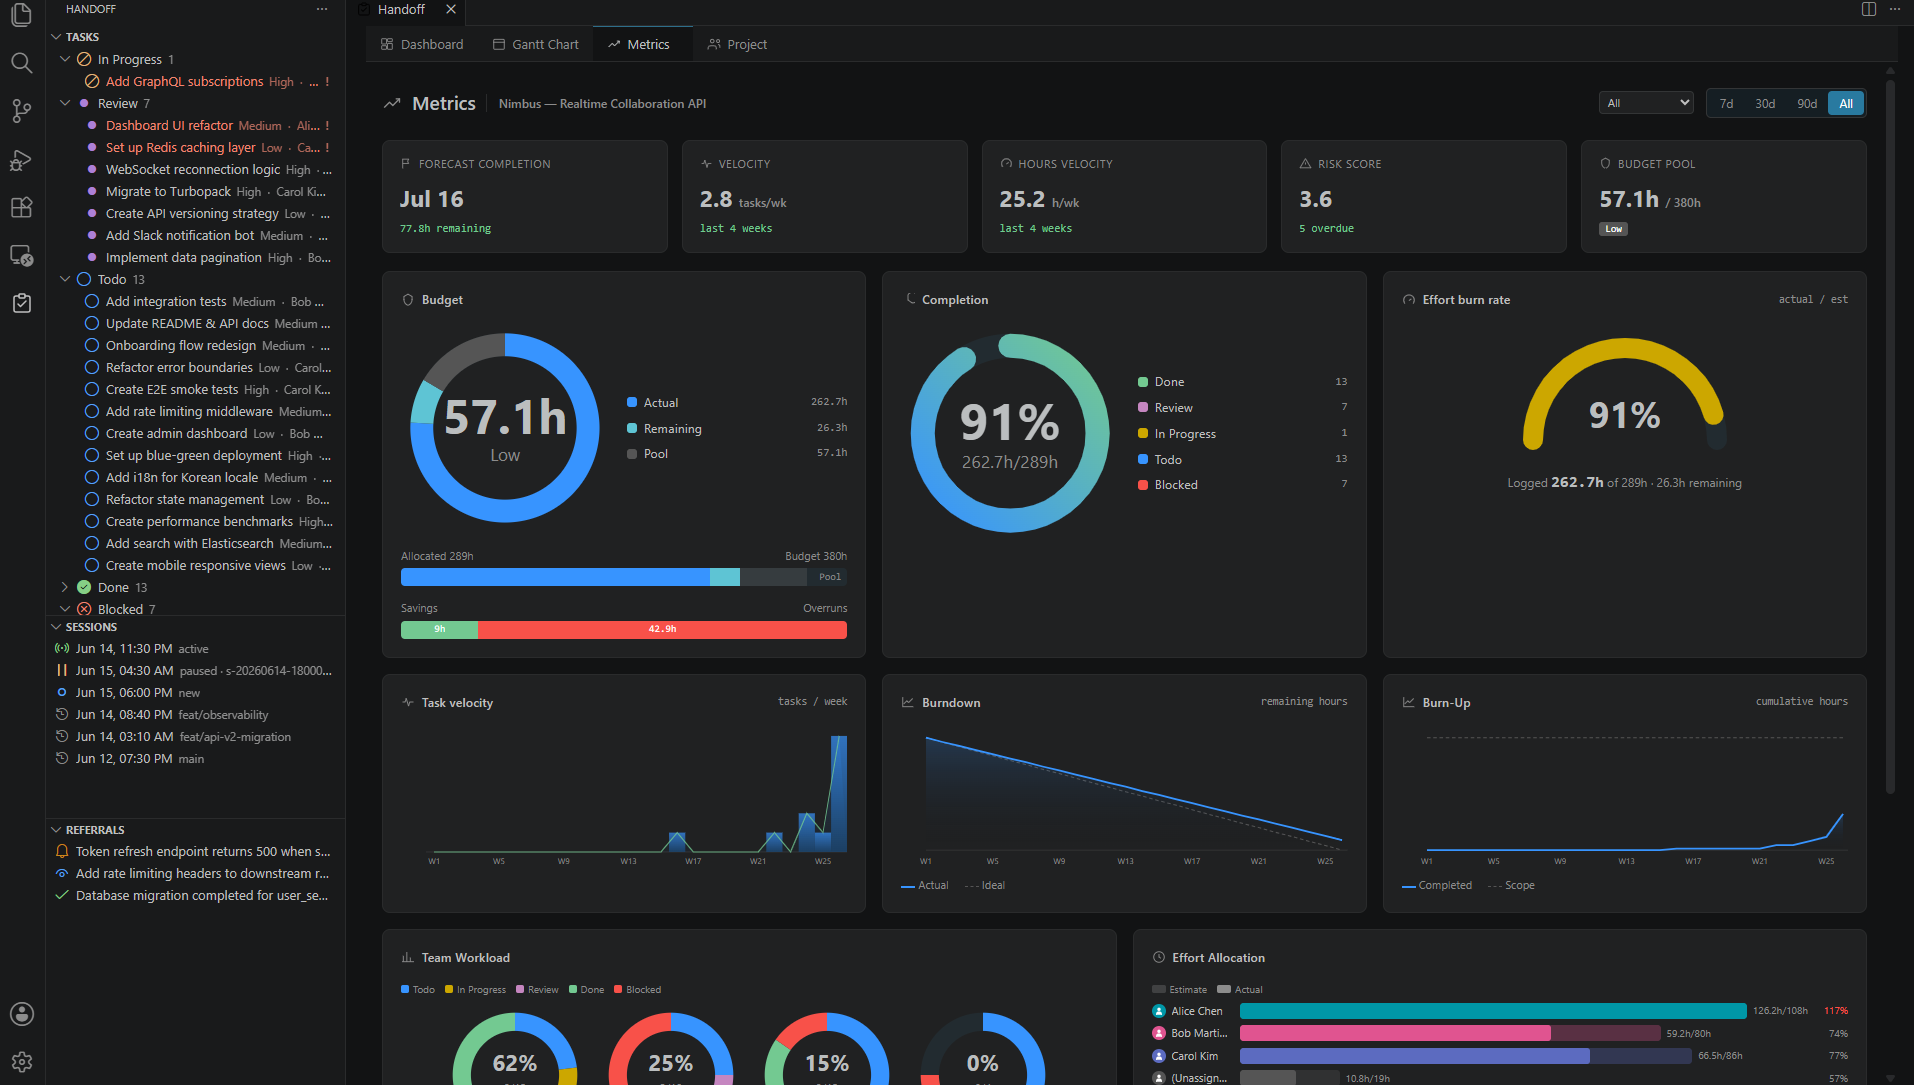 HANDOFF
TASKS
In Progress 1
Add GraphQL subscriptions High · ... !
Review 7
Dashboard UI refactor Medium · Ali... !
Set up Redis caching layer Low · Ca... !
WebSocket reconnection logic High · ...
Migrate to Turbopack High · Carol Ki...
Create API versioning strategy Low · ...
Add Slack notification bot Medium · ...
Implement data pagination High · Bo...
Todo 13
Add integration tests Medium · Bob ...
Update README & API docs Medium ...
Onboarding flow redesign Medium · ...
Refactor error boundaries Low · Carol...
Create E2E smoke tests High · Carol K...
Add rate limiting middleware Medium...
Create admin dashboard Low · Bob ...
Set up blue-green deployment High ·...
Add i18n for Korean locale Medium · ...
Refactor state management Low · Bo...
Create performance benchmarks High...
Add search with Elasticsearch Medium...
Create mobile responsive views Low ·...
Done 13
Blocked 7
SESSIONS
Jun 14, 11:30 PM active
Jun 15, 04:30 AM paused · s-20260614-18000...
Jun 15, 06:00 PM new
Jun 14, 08:40 PM feat/observability
Jun 14, 03:10 AM feat/api-v2-migration
Jun 12, 07:30 PM main
REFERRALS
Token refresh endpoint returns 500 when s...
Add rate limiting headers to downstream r...
Database migration completed for user_se...
Handoff
Dashboard Gantt Chart Metrics Project
Metrics Nimbus — Realtime Collaboration API
All 7d 30d 90d All
FORECAST COMPLETION
Jul 16
77.8h remaining
VELOCITY
2.8 tasks/wk
last 4 weeks
HOURS VELOCITY
25.2 h/wk
last 4 weeks
RISK SCORE
3.6
5 overdue
BUDGET POOL
57.1h / 380h
Low
Budget
57.1h
Low
Actual 262.7h
Remaining 26.3h
Pool 57.1h
Allocated 289h Budget 380h
Pool
Savings Overruns
9h 42.9h
Completion
91%
262.7h/289h
Done 13
Review 7
In Progress 1
Todo 13
Blocked 7
Effort burn rate actual / est
91%
Logged 262.7h of 289h · 26.3h remaining
Task velocity tasks / week
W1 W5 W9 W13 W17 W21 W25
Burndown remaining hours
W1 W5 W9 W13 W17 W21 W25
Actual Ideal
Burn-Up cumulative hours
W1 W5 W9 W13 W17 W21 W25
Completed Scope
Team Workload
Todo In Progress Review Done Blocked
62% 25% 15% 0%
Effort Allocation
Estimate Actual
Alice Chen 126.2h/108h 117%
Bob Marti... 59.2h/80h 74%
Carol Kim 66.5h/86h 77%
(Unassign... 10.8h/19h 57%